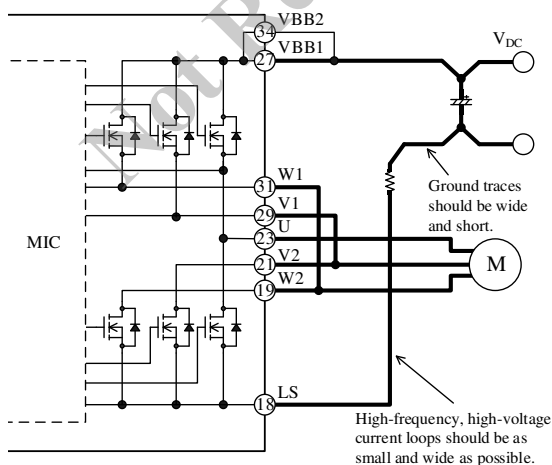 VBB2
34
VBB1
27
VDC
Not R
W1
31
V1
29
U
23
V2
21
W2
19
MIC
M
Ground traces
should be wide
and short.
LS
18
High-frequency, high-voltage
current loops should be as
small and wide as possible.